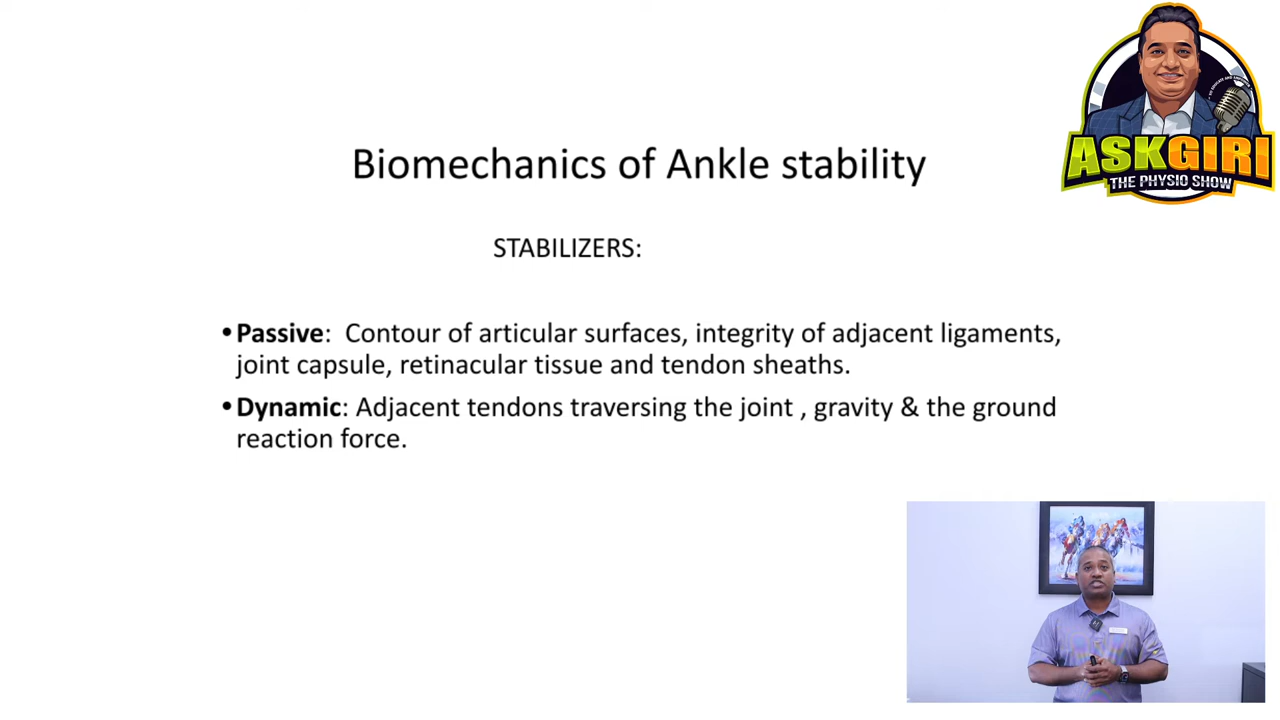 ASKGIRI
THE PHYSIO SHOW
Biomechanics of Ankle stability
STABILIZERS:
• Passive: Contour of articular surfaces, integrity of adjacent ligaments,
joint capsule, retinacular tissue and tendon sheaths.
• Dynamic: Adjacent tendons traversing the joint , gravity & the ground
reaction force.